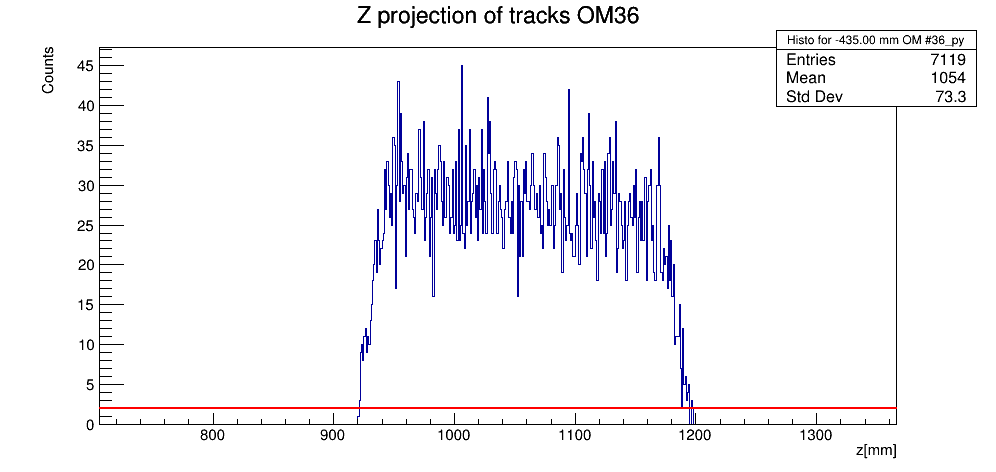 Z projection of tracks OM36
Histo for -435.00 mm OM #36_py
Entries 7119
Mean 1054
Std Dev 73.3
Counts
45
40
35
30
25
20
15
10
5
0
800 900 1000 1100 1200 1300
z[mm]